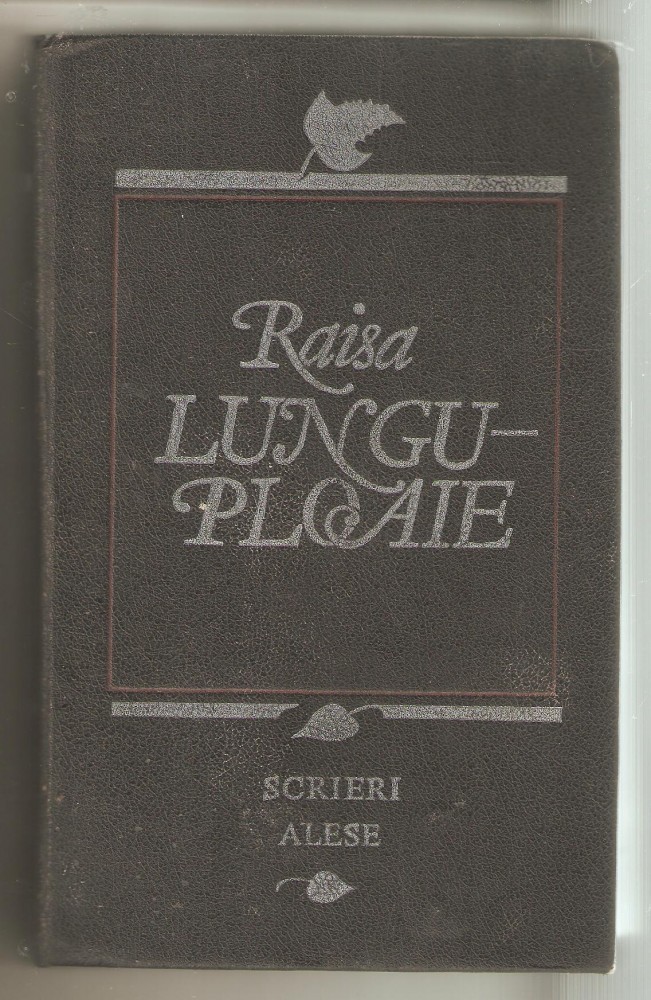 Raisa
LUNGU-
PLOAIE
SCRIERI
ALESE